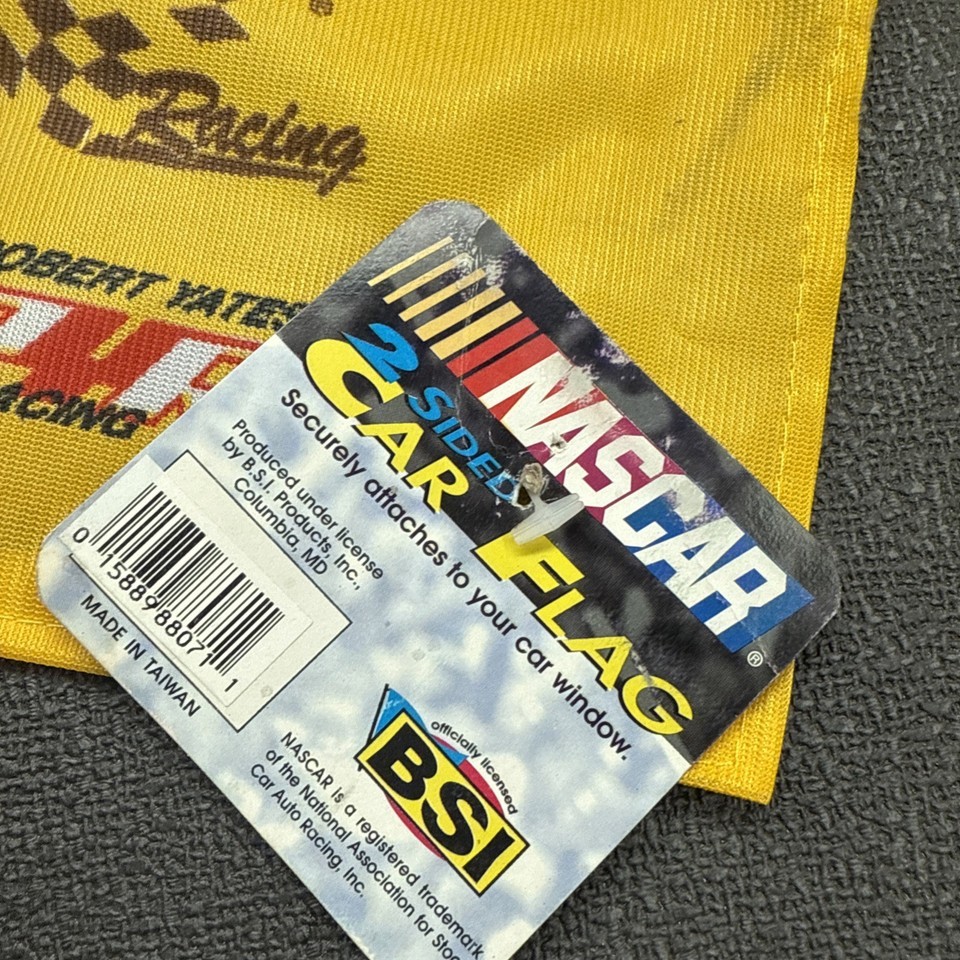 Racing
ROBERT YATES
RACING
NASCAR®
2 SIDED
CAR FLAG
Securely attaches to your car window.
Produced under license
by B.S.I. Products, Inc.,
Columbia, MD
0 15889 88071 1
MADE IN TAIWAN
officially licensed
BSI
NASCAR is a registered trademark
of the National Association for Stoc
Car Auto Racing, Inc.